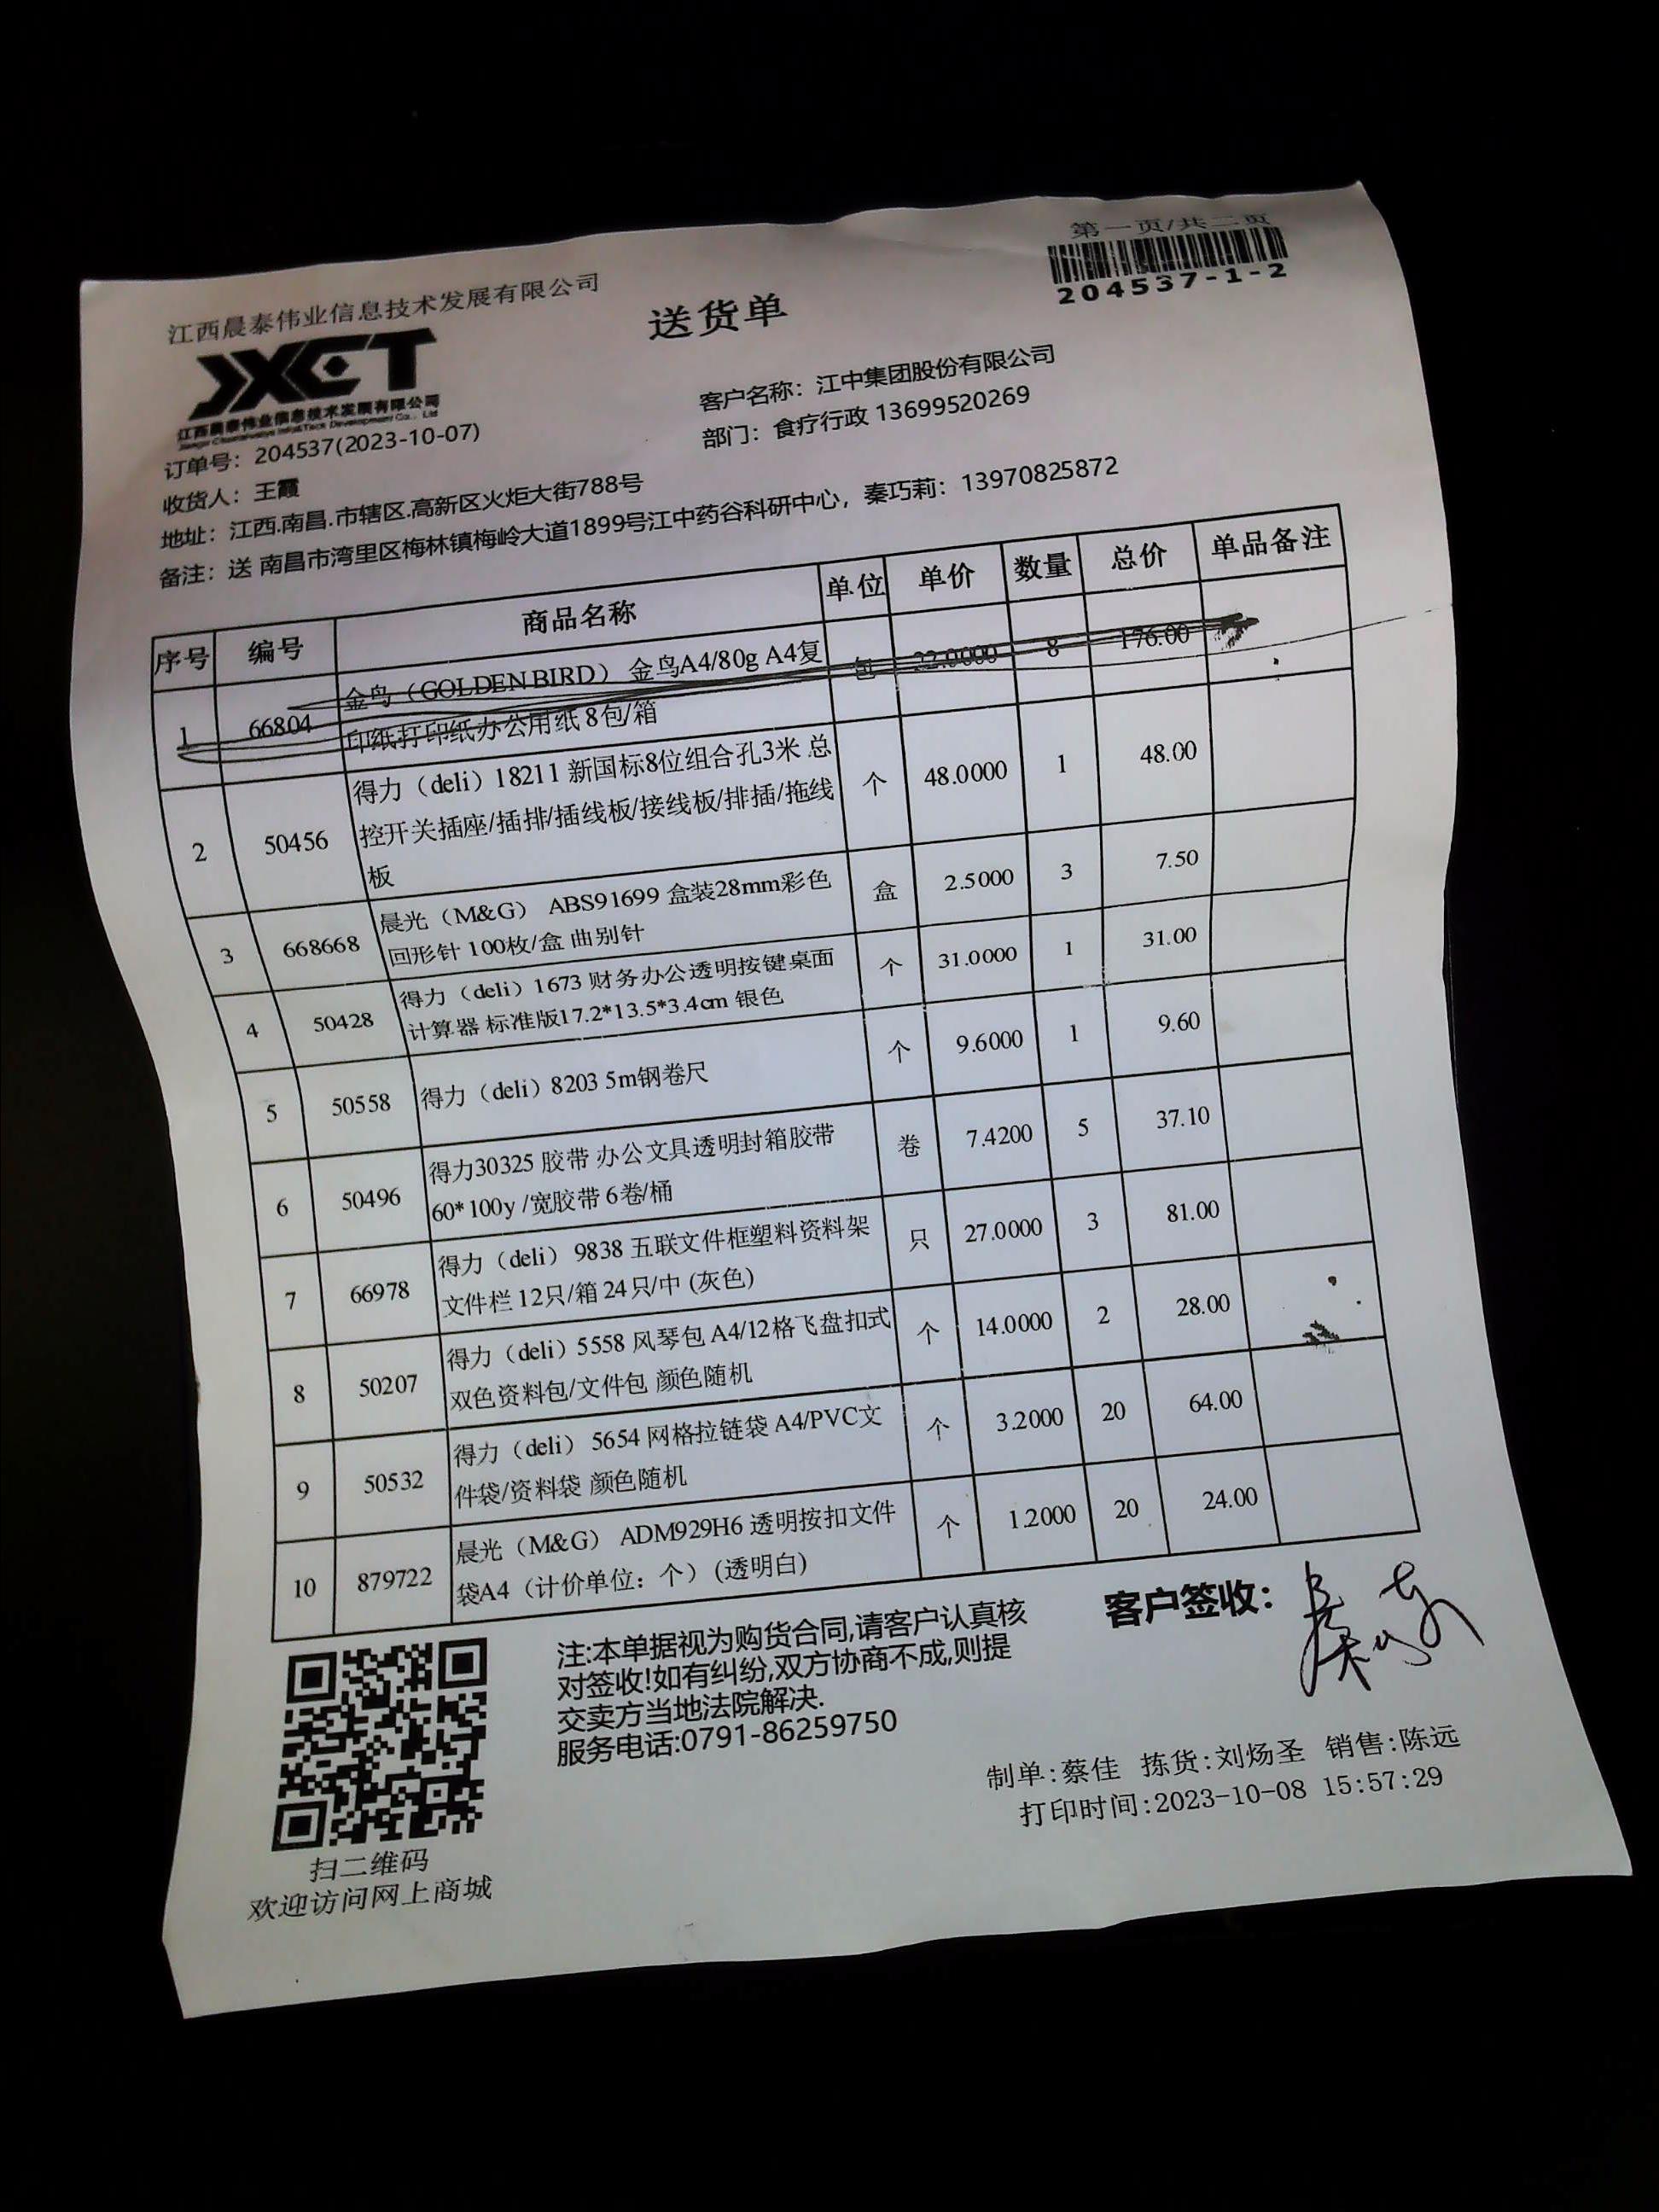 第一页/共二页
204537-1-2
江西晨泰伟业信息技术发展有限公司
送货单
JXCT
江西晨泰伟业信息技术发展有限公司
订单号：204537(2023-10-07)
客户名称：江中集团股份有限公司
收货人：王霞
部门：食疗行政 13699520269
地址：江西.南昌.市辖区.高新区火炬大街788号
备注：送 南昌市湾里区梅林镇梅岭大道1899号江中药谷科研中心，秦巧莉：13970825872
序号 编号 商品名称 单位 单价 数量 总价 单品备注
1 66804 金鸟（GOLDENBIRD） 金鸟A4/80g A4复 包 22.0000 8 176.00
印纸打印纸办公用纸 8包/箱
2 50456 得力（deli）18211 新国标8位组合孔3米 总 个 48.0000 1 48.00
控开关插座/插排/插线板/接线板/排插/拖线
板
3 668668 晨光（M&G） ABS91699 盒装28mm彩色 盒 2.5000 3 7.50
回形针 100枚/盒 曲别针
4 50428 得力（deli）1673 财务办公透明按键桌面 个 31.0000 1 31.00
计算器 标准版17.2*13.5*3.4cm 银色
5 50558 得力（deli）8203 5m钢卷尺 个 9.6000 1 9.60
6 50496 得力30325 胶带 办公文具透明封箱胶带 卷 7.4200 5 37.10
60*100y /宽胶带 6卷/桶
7 66978 得力（deli） 9838 五联文件框塑料资料架 只 27.0000 3 81.00
文件栏 12只/箱 24只/中 (灰色)
8 50207 得力（deli）5558 风琴包 A4/12格飞盘扣式 个 14.0000 2 28.00
双色资料包/文件包 颜色随机
9 50532 得力（deli） 5654 网格拉链袋 A4/PVC文 个 3.2000 20 64.00
件袋/资料袋 颜色随机
10 879722 晨光（M&G） ADM929H6 透明按扣文件 个 1.2000 20 24.00
袋A4（计价单位：个）(透明白)
注:本单据视为购货合同,请客户认真核
对签收!如有纠纷,双方协商不成,则提
交卖方当地法院解决.
服务电话:0791-86259750
客户签收：
制单:蔡佳 拣货:刘炀圣 销售:陈远
打印时间:2023-10-08 15:57:29
扫二维码
欢迎访问网上商城